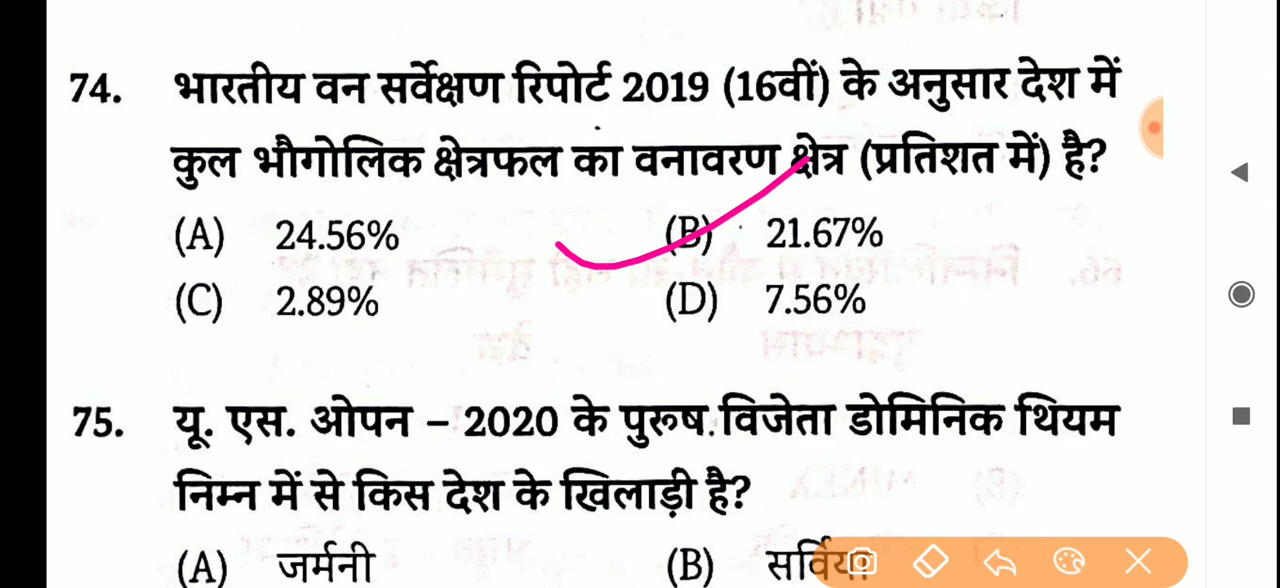 74. भारतीय वन सर्वेक्षण रिपोर्ट 2019 (16वीं) के अनुसार देश में
कुल भौगोलिक क्षेत्रफल का वनावरण क्षेत्र (प्रतिशत में) है?
(A) 24.56% (B) 21.67%
(C) 2.89% (D) 7.56%
75. यू. एस. ओपन – 2020 के पुरुष विजेता डोमिनिक थियम
निम्न में से किस देश के खिलाड़ी है?
(A) जर्मनी (B) सर्विया